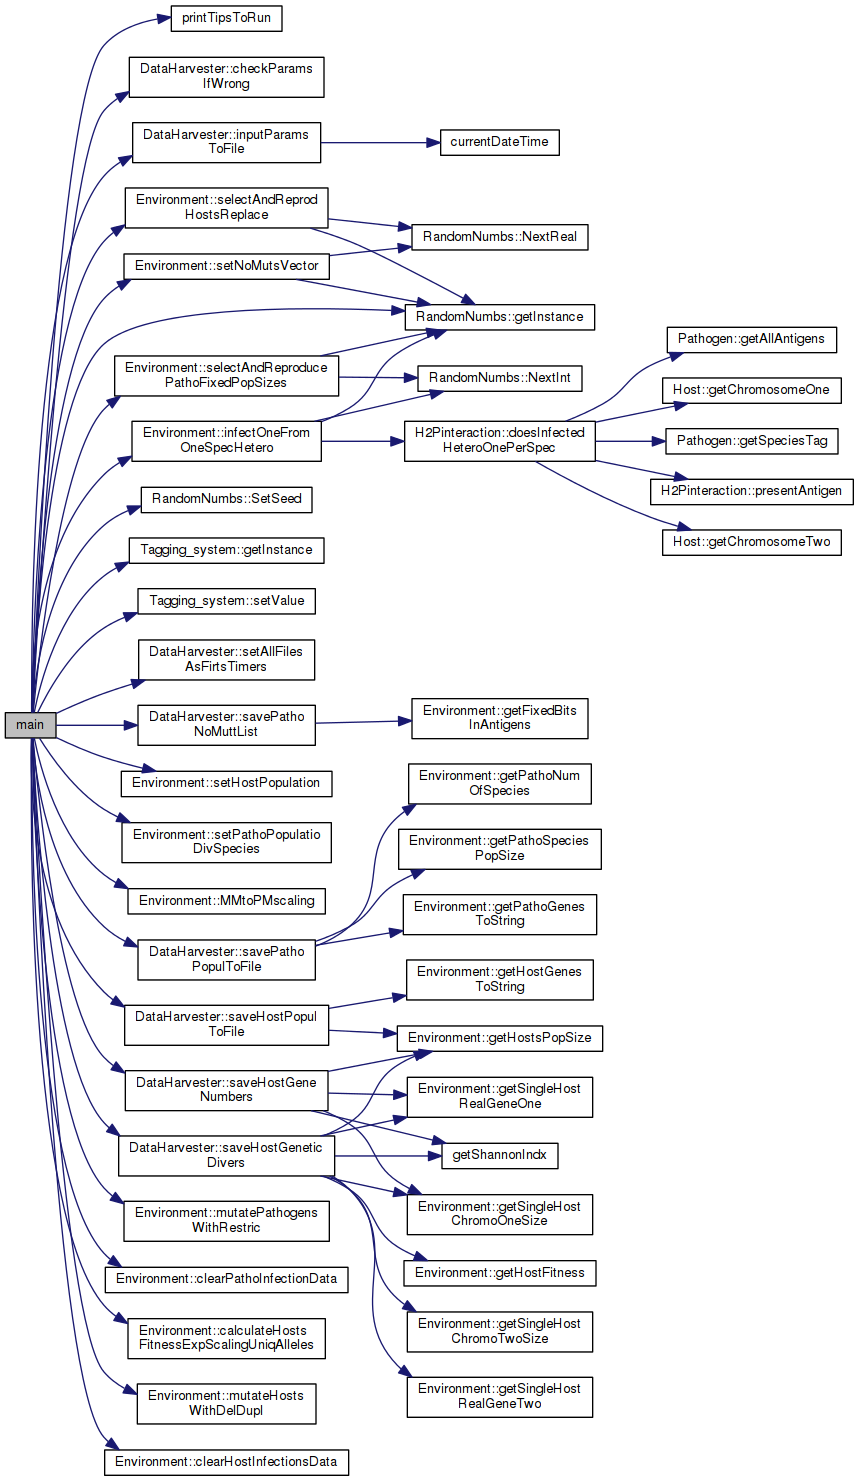 printTipsToRun
DataHarvester::checkParams
IfWrong
DataHarvester::inputParams
ToFile
currentDateTime
Environment::selectAndReprod
HostsReplace
RandomNumbs::NextReal
Environment::setNoMutsVector
RandomNumbs::getInstance
Pathogen::getAllAntigens
Environment::selectAndReproduce
PathoFixedPopSizes
RandomNumbs::NextInt
Host::getChromosomeOne
Environment::infectOneFrom
OneSpecHetero
H2Pinteraction::doesInfected
HeteroOnePerSpec
Pathogen::getSpeciesTag
H2Pinteraction::presentAntigen
RandomNumbs::SetSeed
Host::getChromosomeTwo
Tagging_system::getInstance
Tagging_system::setValue
DataHarvester::setAllFiles
AsFirtsTimers
main
DataHarvester::savePatho
NoMuttList
Environment::getFixedBits
InAntigens
Environment::setHostPopulation
Environment::getPathoNum
OfSpecies
Environment::setPathoPopulatio
DivSpecies
Environment::getPathoSpecies
PopSize
Environment::MMtoPMscaling
Environment::getPathoGenes
ToString
DataHarvester::savePatho
PopulToFile
Environment::getHostGenes
ToString
DataHarvester::saveHostPopul
ToFile
Environment::getHostsPopSize
DataHarvester::saveHostGene
Numbers
Environment::getSingleHost
RealGeneOne
DataHarvester::saveHostGenetic
Divers
getShannonIndx
Environment::mutatePathogens
WithRestric
Environment::getSingleHost
ChromoOneSize
Environment::clearPathoInfectionData
Environment::getHostFitness
Environment::calculateHosts
FitnessExpScalingUniqAlleles
Environment::getSingleHost
ChromoTwoSize
Environment::mutateHosts
WithDelDupl
Environment::getSingleHost
RealGeneTwo
Environment::clearHostInfectionsData